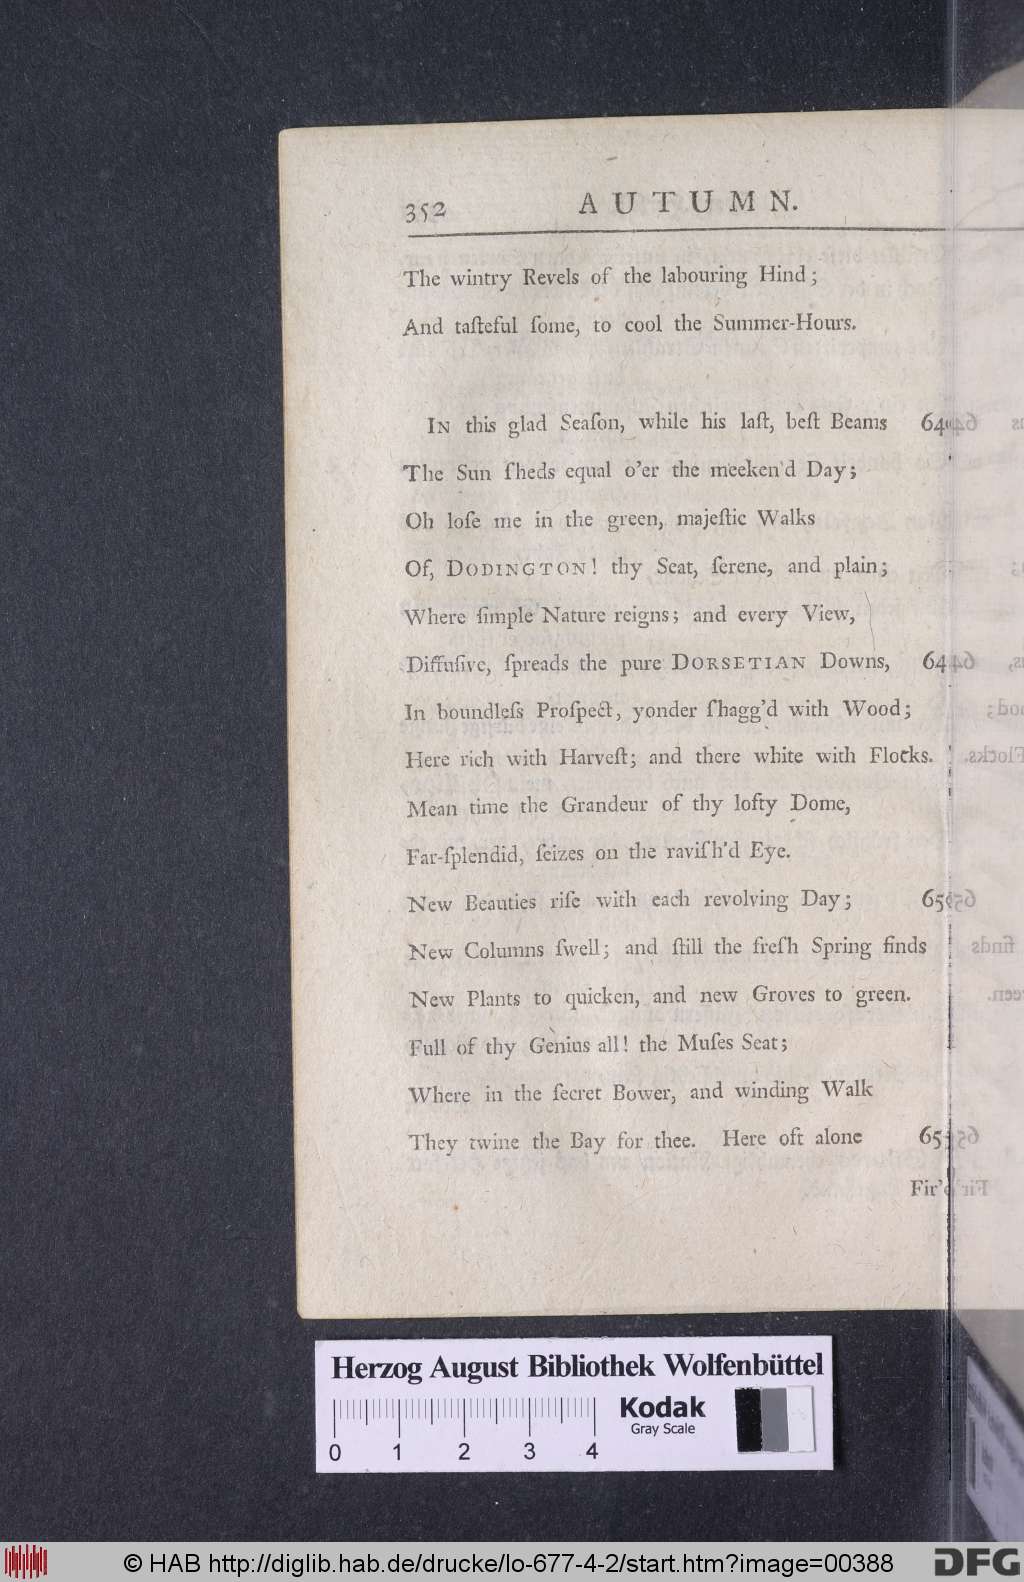 352 AUTUMN.
The wintry Revels of the labouring Hind;
And taſteful ſome, to cool the Summer-Hours.
IN this glad Seaſon, while his laſt, beſt Beams
The Sun ſheds equal o'er the meeken'd Day;
Oh loſe me in the green, majeſtic Walks
Of, DODINGTON! thy Seat, ſerene, and plain;
Where ſimple Nature reigns; and every View,
Diffuſive, ſpreads the pure DORSETIAN Downs,
In boundleſs Proſpect, yonder ſhagg'd with Wood;
Here rich with Harveſt; and there white with Flocks.
Mean time the Grandeur of thy lofty Dome,
Far-ſplendid, ſeizes on the raviſh'd Eye.
New Beauties riſe with each revolving Day;
New Columns ſwell; and ſtill the freſh Spring finds
New Plants to quicken, and new Groves to green.
Full of thy Genius all! the Muſes Seat;
Where in the ſecret Bower, and winding Walk
They twine the Bay for thee. Here oft alone
Fir'
Herzog August Bibliothek Wolfenbüttel
Kodak
Gray Scale
0 1 2 3 4
© HAB http://diglib.hab.de/drucke/lo-677-4-2/start.htm?image=00388
DFG